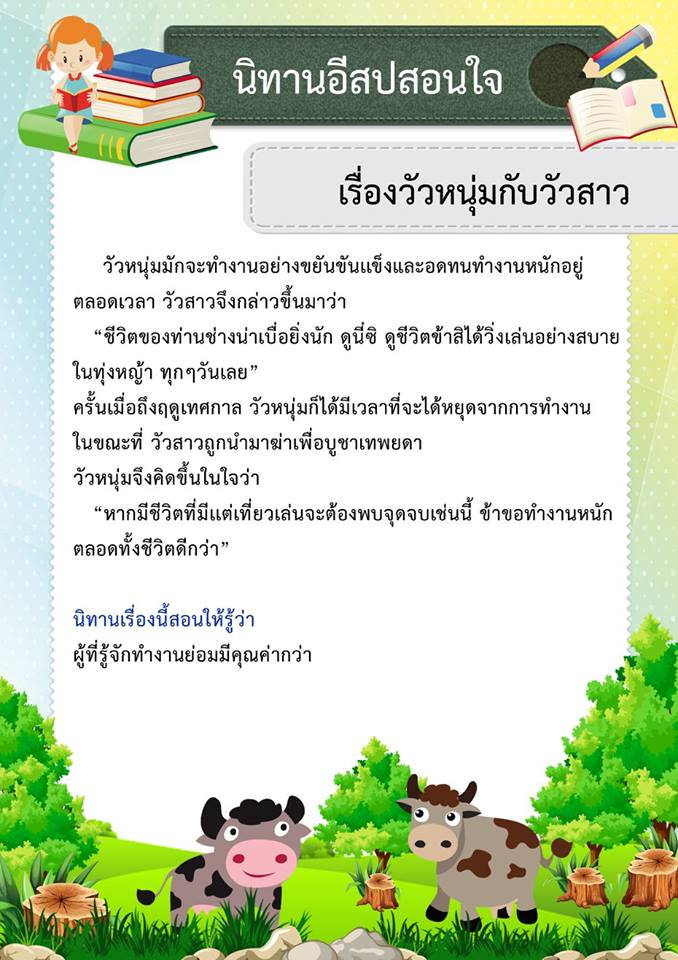 นิทานอีสปสอนใจ
เรื่องวัวหนุ่มกับวัวสาว
วัวหนุ่มมักจะทำงานอย่างขยันขันแข็งและอดทนทำงานหนักอยู่
ตลอดเวลา วัวสาวจึงกล่าวขึ้นมาว่า
“ชีวิตของท่านช่างน่าเบื่อยิ่งนัก ดูนี่ซิ ดูชีวิตข้าสิได้วิ่งเล่นอย่างสบาย
ในทุ่งหญ้า ทุกๆวันเลย”
ครั้นเมื่อถึงฤดูเทศกาล วัวหนุ่มก็ได้มีเวลาที่จะได้หยุดจากการทำงาน
ในขณะที่ วัวสาวถูกนำมาฆ่าเพื่อบูชาเทพยดา
วัวหนุ่มจึงคิดขึ้นในใจว่า
“หากมีชีวิตที่มีแต่เที่ยวเล่นจะต้องพบจุดจบเช่นนี้ ข้าขอทำงานหนัก
ตลอดทั้งชีวิตดีกว่า”
นิทานเรื่องนี้สอนให้รู้ว่า
ผู้ที่รู้จักทำงานย่อมมีคุณค่ากว่า